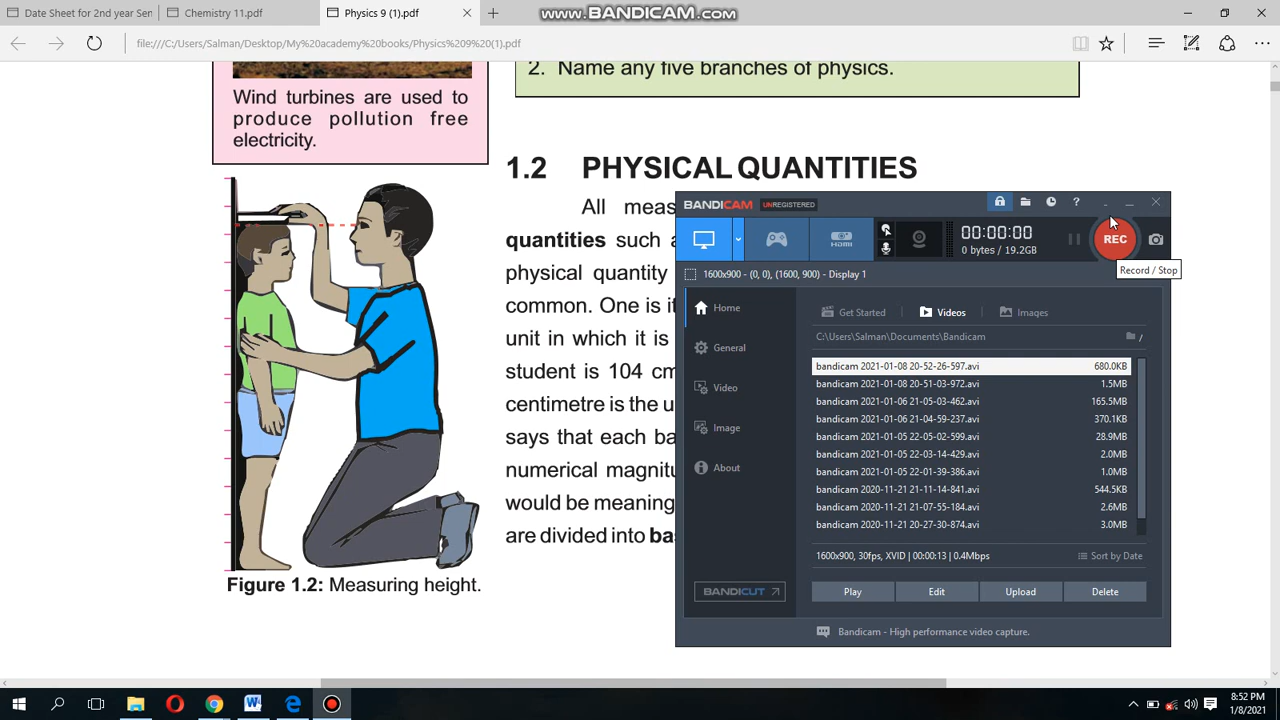 Date Sheet for 2nd year Sen
Chemistry 11.pdf
Physics 9 (1).pdf
www.BANDICAM.com
file:///C:/Users/Salman/Desktop/My%20academy%20books/Physics%209%20(1).pdf
2. Name any five branches of physics.
Wind turbines are used to
produce pollution free
electricity.
1.2 PHYSICAL QUANTITIES
All meas
quantities such a
physical quantity
common. One is it
unit in which it is
student is 104 cm
centimetre is the u
says that each ba
numerical magnitu
would be meaning
are divided into bas
Figure 1.2: Measuring height.
BANDICAM UNREGISTERED
HDMI
00:00:00
0 bytes / 19.2GB
REC
Record / Stop
1600x900 - (0, 0), (1600, 900) - Display 1
Home
General
Video
Image
About
Get Started
Videos
Images
C:\Users\Salman\Documents\Bandicam
bandicam 2021-01-08 20-52-26-597.avi 680.0KB
bandicam 2021-01-08 20-51-03-972.avi 1.5MB
bandicam 2021-01-06 21-05-03-462.avi 165.5MB
bandicam 2021-01-06 21-04-59-237.avi 370.1KB
bandicam 2021-01-05 22-05-02-599.avi 28.9MB
bandicam 2021-01-05 22-03-14-429.avi 2.0MB
bandicam 2021-01-05 22-01-39-386.avi 1.0MB
bandicam 2020-11-21 21-11-14-841.avi 544.5KB
bandicam 2020-11-21 21-07-55-184.avi 2.6MB
bandicam 2020-11-21 20-27-30-874.avi 3.0MB
1600x900, 30fps, XVID | 00:00:13 | 0.4Mbps
Sort by Date
BANDICUT
Play
Edit
Upload
Delete
Bandicam - High performance video capture.
8:52 PM
1/8/2021